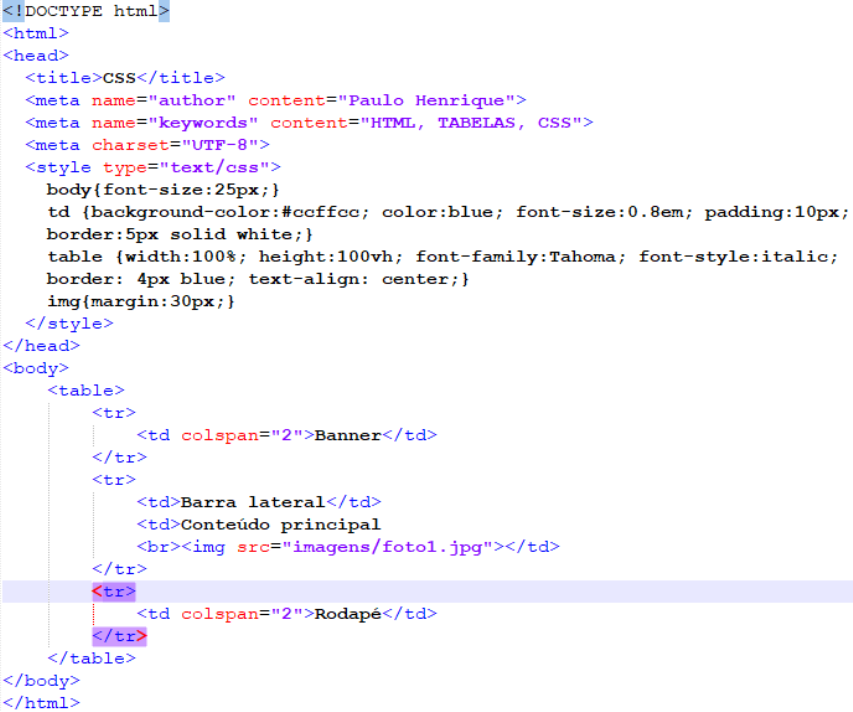 <!DOCTYPE html>
<html>
<head>
  <title>CSS</title>
  <meta name="author" content="Paulo Henrique">
  <meta name="keywords" content="HTML, TABELAS, CSS">
  <meta charset="UTF-8">
  <style type="text/css">
    body{font-size:25px;}
    td {background-color:#ccffcc; color:blue; font-size:0.8em; padding:10px;
    border:5px solid white;}
    table {width:100%; height:100vh; font-family:Tahoma; font-style:italic;
    border: 4px blue; text-align: center;}
    img{margin:30px;}
  </style>
</head>
<body>
    <table>
        <tr>
            <td colspan="2">Banner</td>
        </tr>
        <tr>
            <td>Barra lateral</td>
            <td>Conteúdo principal
            <br><img src="imagens/foto1.jpg"></td>
        </tr>
        <tr>
            <td colspan="2">Rodapé</td>
        </tr>
    </table>
</body>
</html>